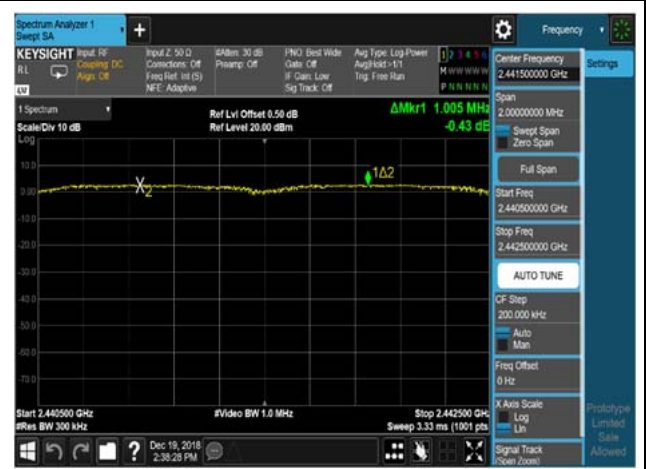 Spectrum Analyzer 1
Swept SA
+
Frequency
KEYSIGHT
RL
Input: RF
Coupling: DC
Align: Off
Input Z: 50 Ω
Corrections: Off
Freq Ref: Int (S)
NFE: Adaptive
#Atten: 30 dB
Preamp: Off
PNO: Best Wide
Gate: Off
IF Gain: Low
Sig Track: Off
Avg Type: Log-Power
Avg|Hold:>1/1
Trig: Free Run
1 2 3 4 5 6
M W W W W W
P N N N N N
Center Frequency
2.441500000 GHz
Settings
Span
2.00000000 MHz
Swept Span
Zero Span
Full Span
Start Freq
2.440500000 GHz
Stop Freq
2.442500000 GHz
AUTO TUNE
CF Step
200.000 kHz
Auto
Man
Freq Offset
0 Hz
X Axis Scale
Log
Lin
Signal Track
(Span Zoom)
Prototype
Limited
Sale
Allowed
1 Spectrum
Scale/Div 10 dB
Log
Ref Lvl Offset 0.50 dB
Ref Level 20.00 dBm
ΔMkr1 1.005 MHz
-0.43 dB
10.0
0.00
-10.0
-20.0
-30.0
-40.0
-50.0
-60.0
-70.0
X2
1Δ2
Start 2.440500 GHz
#Res BW 300 kHz
#Video BW 1.0 MHz
Stop 2.442500 GHz
Sweep 3.33 ms (1001 pts
?
Dec 19, 2018
2:38:28 PM